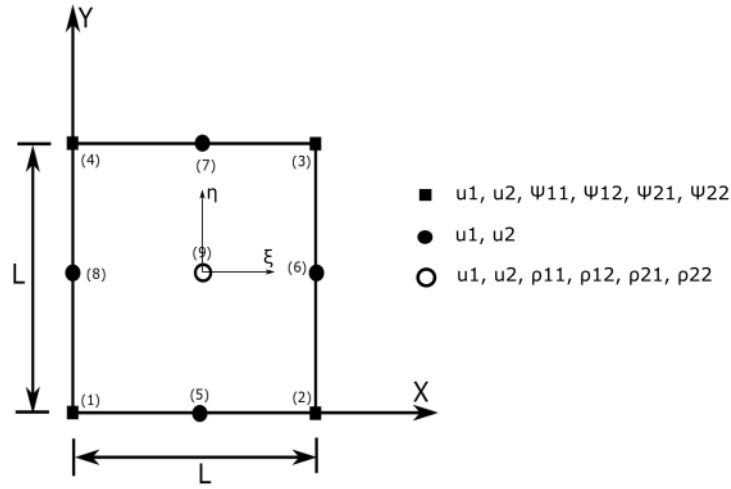 Y
(4)
(7)
(3)
u1, u2, Ψ11, Ψ12, Ψ21, Ψ22
η
u1, u2
(9)
ξ
L
(8)
(6)
u1, u2, ρ11, ρ12, ρ21, ρ22
(1)
(5)
(2)
X
L